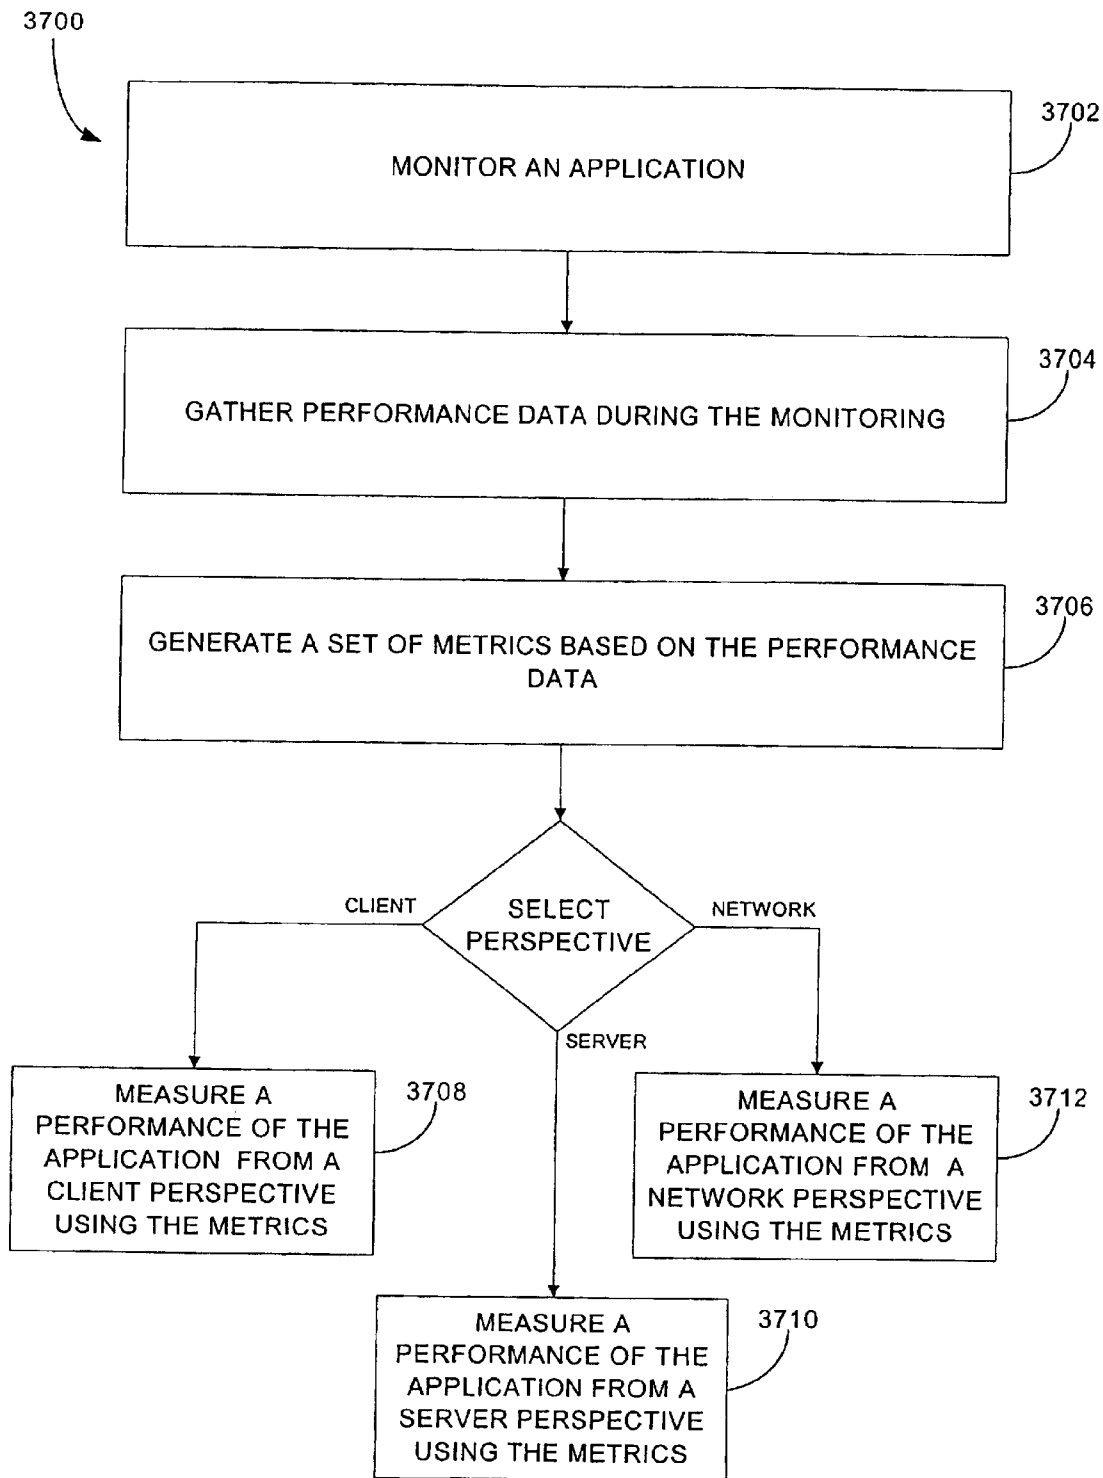 3700
3702
MONITOR AN APPLICATION
3704
GATHER PERFORMANCE DATA DURING THE MONITORING
3706
GENERATE A SET OF METRICS BASED ON THE PERFORMANCE
DATA
CLIENT
SELECT
PERSPECTIVE
NETWORK
SERVER
MEASURE A
PERFORMANCE OF THE
APPLICATION FROM A
CLIENT PERSPECTIVE
USING THE METRICS
3708
MEASURE A
PERFORMANCE OF THE
APPLICATION FROM A
NETWORK PERSPECTIVE
USING THE METRICS
3712
MEASURE A
PERFORMANCE OF THE
APPLICATION FROM A
SERVER PERSPECTIVE
USING THE METRICS
3710